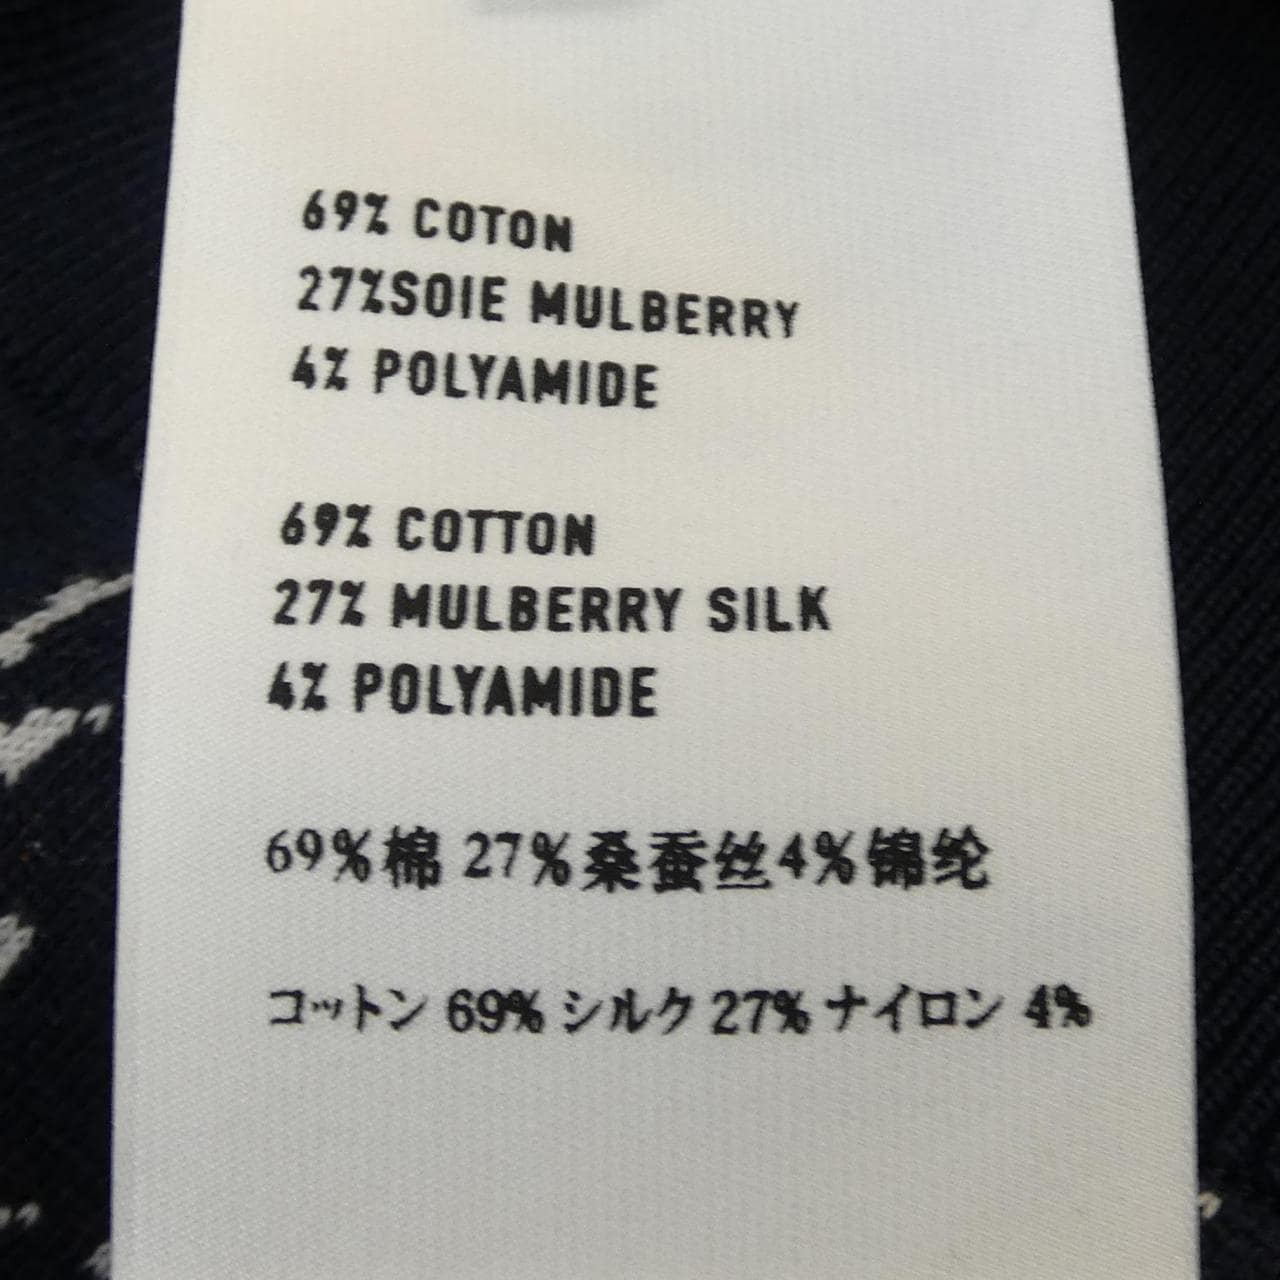 69% COTON
27%SOIE MULBERRY
4% POLYAMIDE
69% COTTON
27% MULBERRY SILK
4% POLYAMIDE
69%棉 27%桑蚕丝4%锦纶
コットン 69% シルク 27% ナイロン 4%